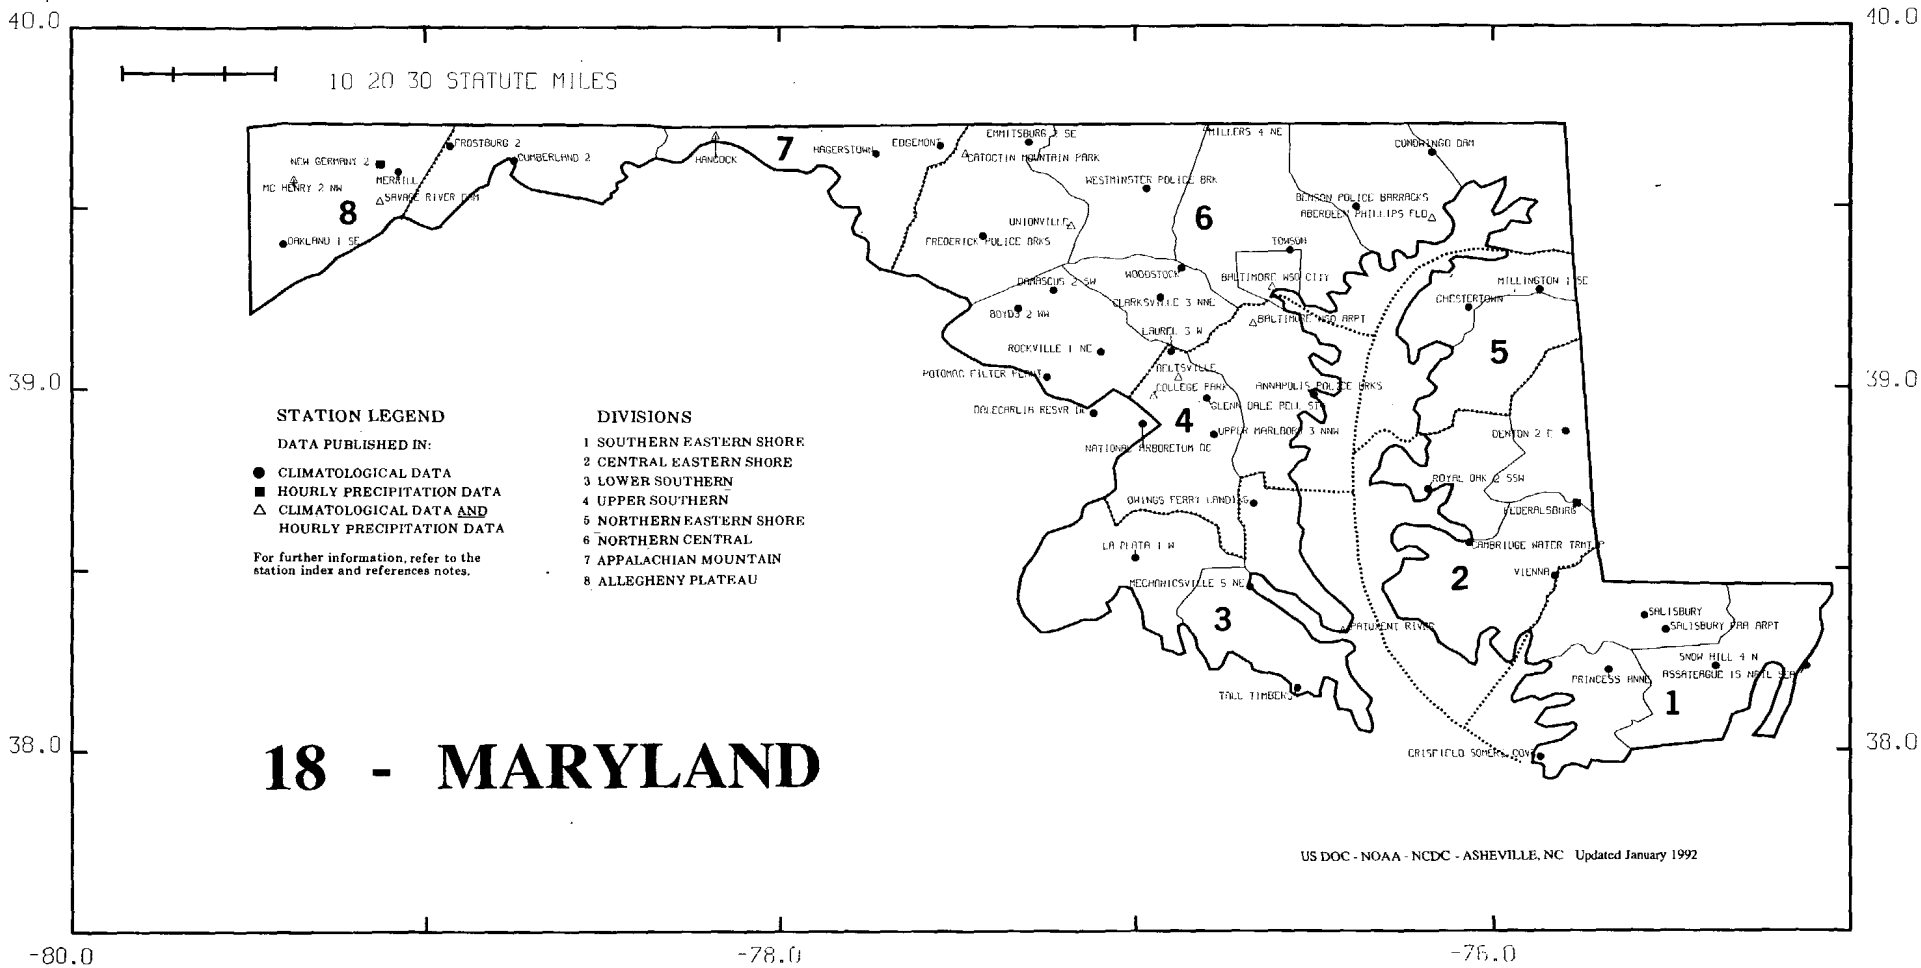 40.0
40.0
10 20 30 STATUTE MILES
FROSTBURG 2
NEW GERMANY 2
CUMBERLAND 2
MERRILL
MC HENRY 2 NW
SAVAGE RIVER DAM
8
OAKLAND 1 SE
HANCOCK
7
HAGERSTOWN
EDGEMONT
EMMITSBURG 2 SE
CATOCTIN MOUNTAIN PARK
MILLERS 4 NE
CONOWINGO DAM
WESTMINSTER POLICE BRK
BENSON POLICE BARRACKS
ABERDEEN PHILLIPS FLD
6
UNIONVILLE
FREDERICK POLICE BRKS
TOWSON
WOODSTOCK
BALTIMORE WSO CITY
DAMASCUS 2 SW
CLARKSVILLE 3 NNE
MILLINGTON 1 SE
CHESTERTOWN
BOYDS 2 NW
BALTIMORE WSO ARPT
LAUREL 3 W
ROCKVILLE 1 NE
5
39.0
39.0
BELTSVILLE
POTOMAC FILTER PLANT
COLLEGE PARK
ANNAPOLIS POLICE BRKS
GLENN DALE BELL STN
DALECARLIA RESVR DC
4
UPPER MARLBORO 3 NNW
DENTON 2 E
NATIONAL ARBORETUM DC
STATION LEGEND
DATA PUBLISHED IN:
CLIMATOLOGICAL DATA
HOURLY PRECIPITATION DATA
CLIMATOLOGICAL DATA AND
HOURLY PRECIPITATION DATA
For further information, refer to the
station index and references notes.
DIVISIONS
1 SOUTHERN EASTERN SHORE
2 CENTRAL EASTERN SHORE
3 LOWER SOUTHERN
4 UPPER SOUTHERN
5 NORTHERN EASTERN SHORE
6 NORTHERN CENTRAL
7 APPALACHIAN MOUNTAIN
8 ALLEGHENY PLATEAU
ROYAL OAK 2 SSW
OWINGS FERRY LANDING
FEDERALSBURG
LA PLATA 1 W
CAMBRIDGE WATER TRMT P
VIENNA
MECHANICSVILLE 5 NE
2
3
PATUXENT RIVER
SALISBURY
SALISBURY FAA ARPT
SNOW HILL 4 N
PRINCESS ANNE
ASSATEAGUE IS NATL SEA
TALL TIMBERS
1
38.0
38.0
CRISFIELD SOMERS COVE
18 - MARYLAND
US DOC - NOAA - NCDC - ASHEVILLE, NC Updated January 1992
-80.0
-78.0
-76.0